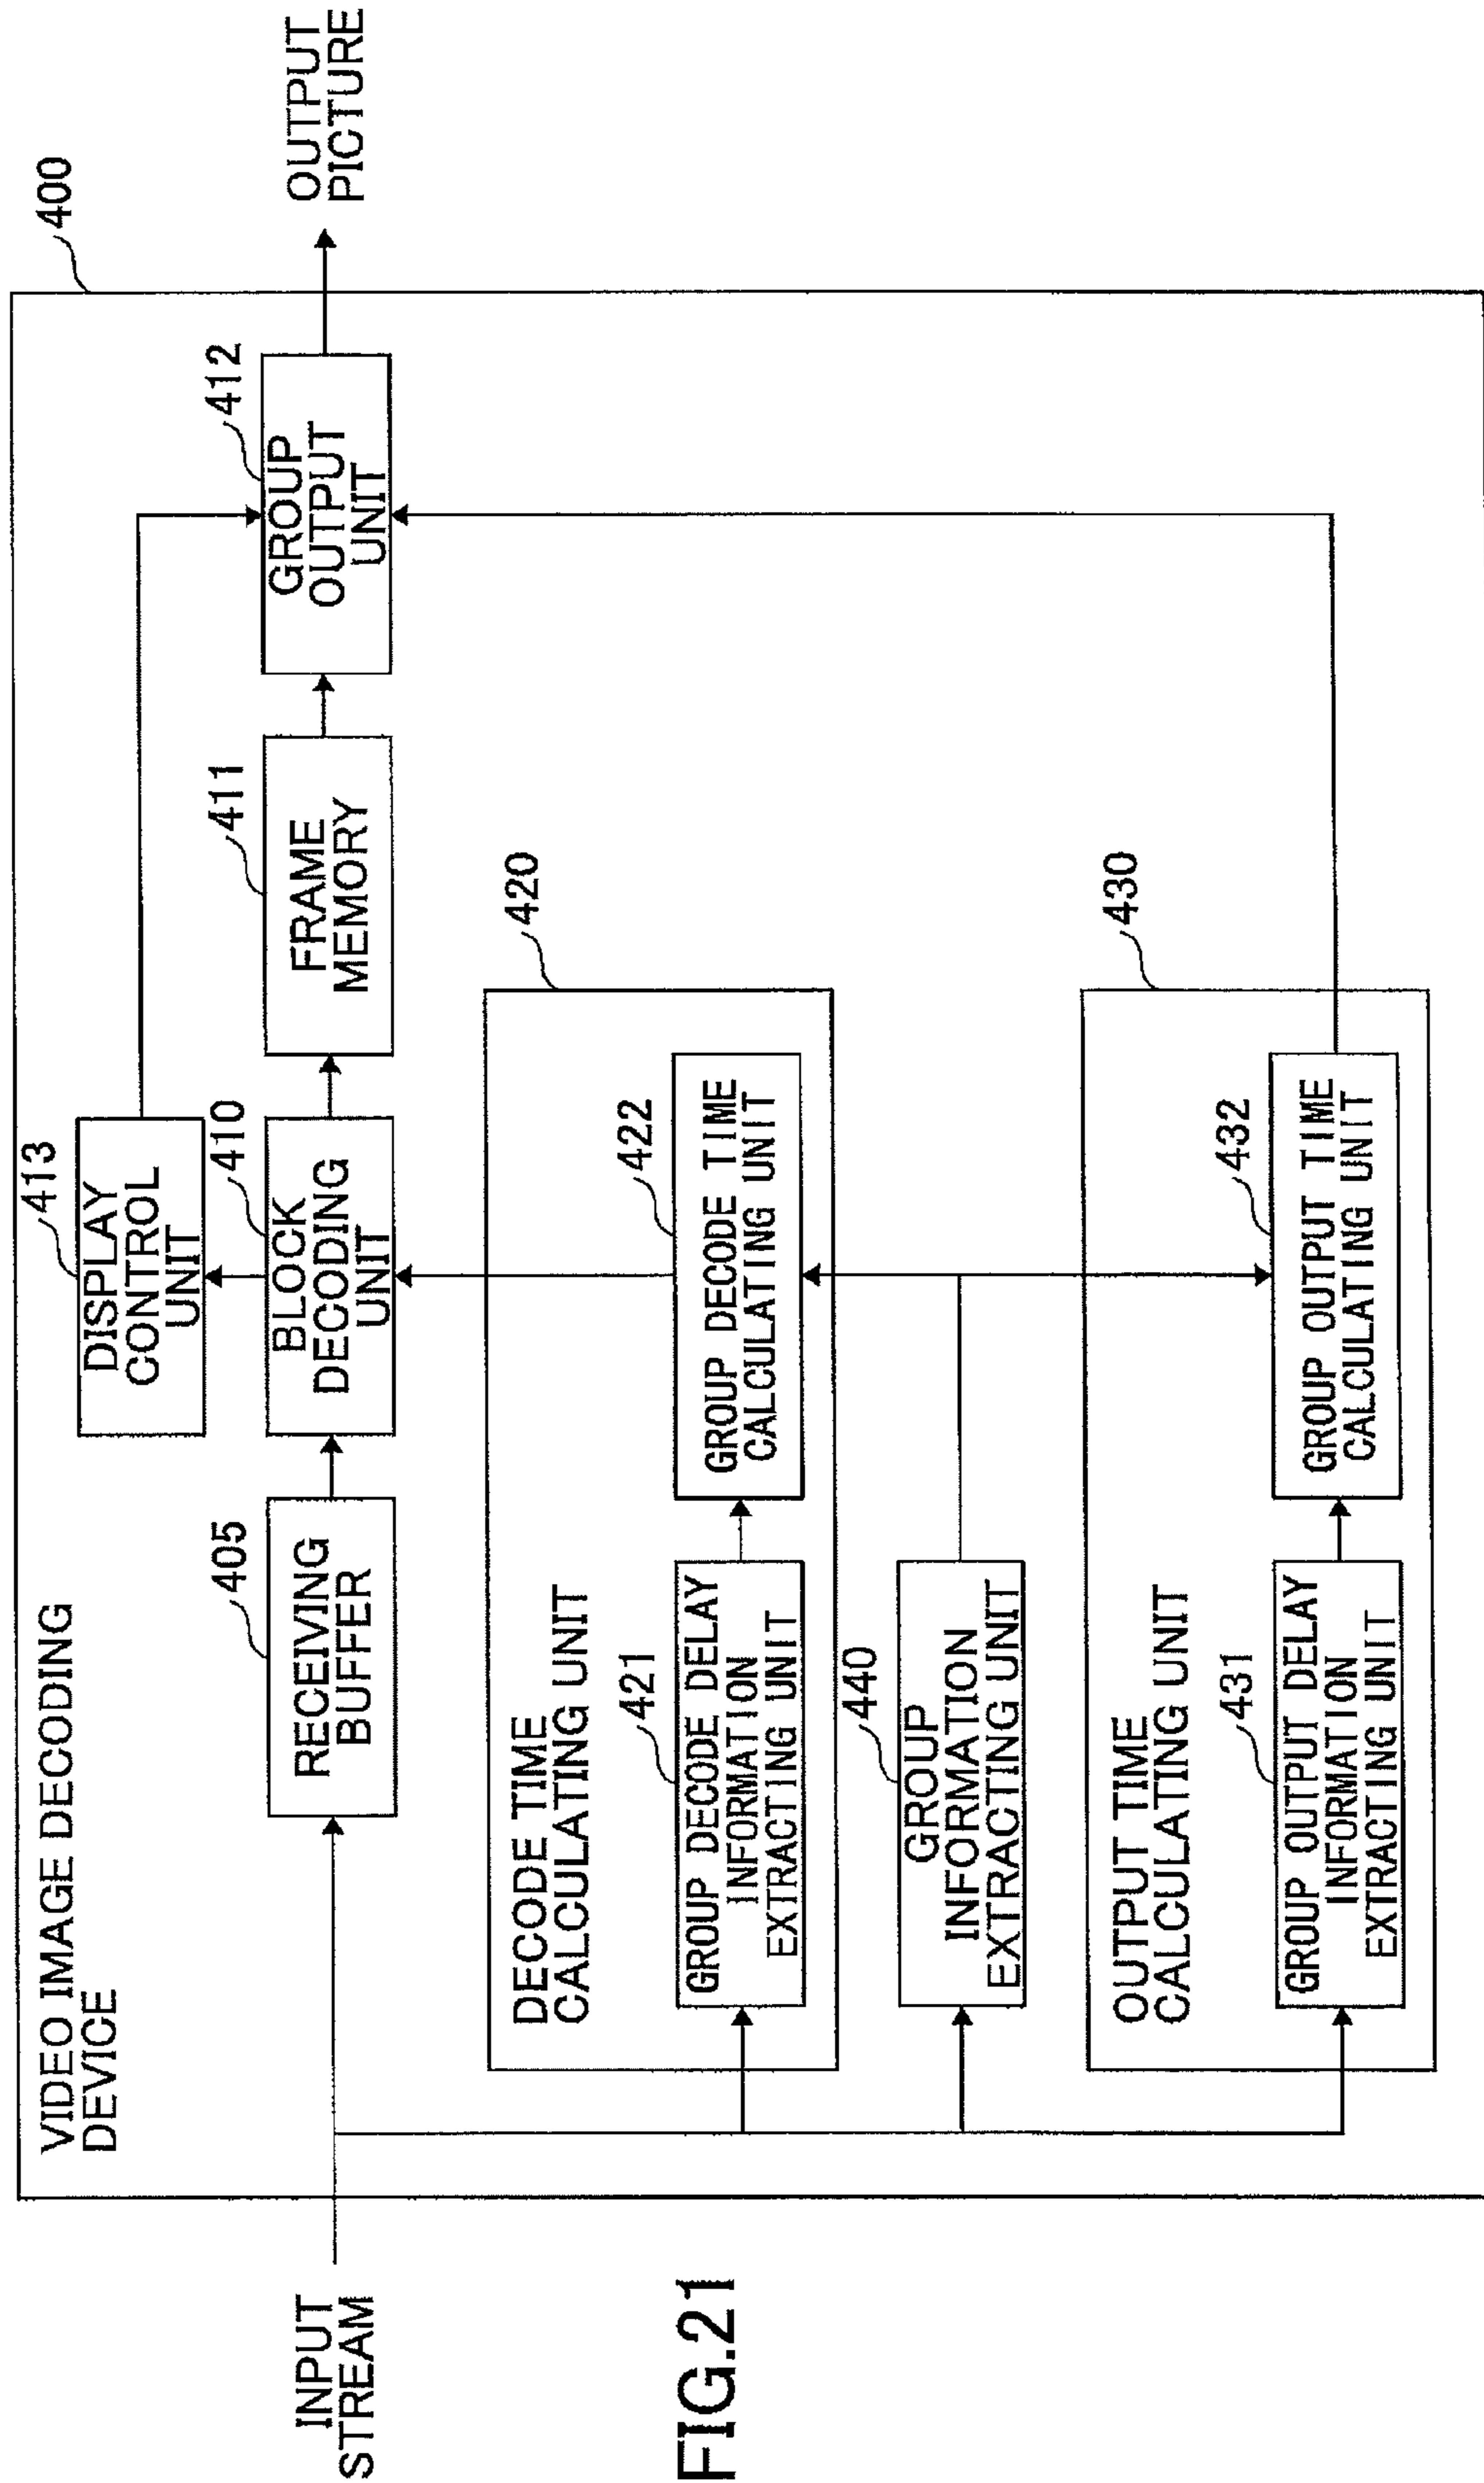 FIG.21
VIDEO IMAGE DECODING
DEVICE
400
INPUT
STREAM
405
RECEIVING
BUFFER
413
DISPLAY
CONTROL
UNIT
410
BLOCK
DECODING
UNIT
411
FRAME
MEMORY
412
GROUP
OUTPUT
UNIT
OUTPUT
PICTURE
DECODE TIME
CALCULATING UNIT
420
421
GROUP DECODE DELAY
INFORMATION
EXTRACTING UNIT
422
GROUP DECODE TIME
CALCULATING UNIT
440
GROUP
INFORMATION
EXTRACTING UNIT
OUTPUT TIME
CALCULATING UNIT
430
431
GROUP OUTPUT DELAY
INFORMATION
EXTRACTING UNIT
432
GROUP OUTPUT TIME
CALCULATING UNIT